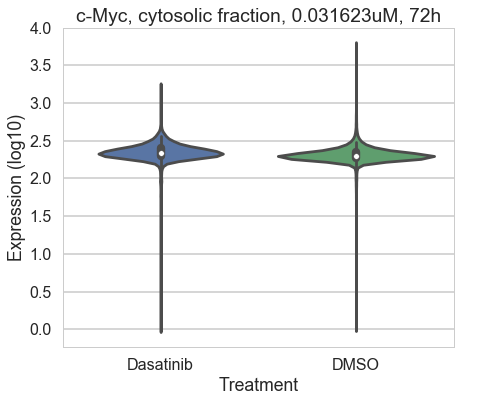 c-Myc, cytosolic fraction, 0.031623uM, 72h
4.0
3.5
3.0
2.5
2.0
1.5
1.0
0.5
0.0
Expression (log10)
Dasatinib DMSO
Treatment